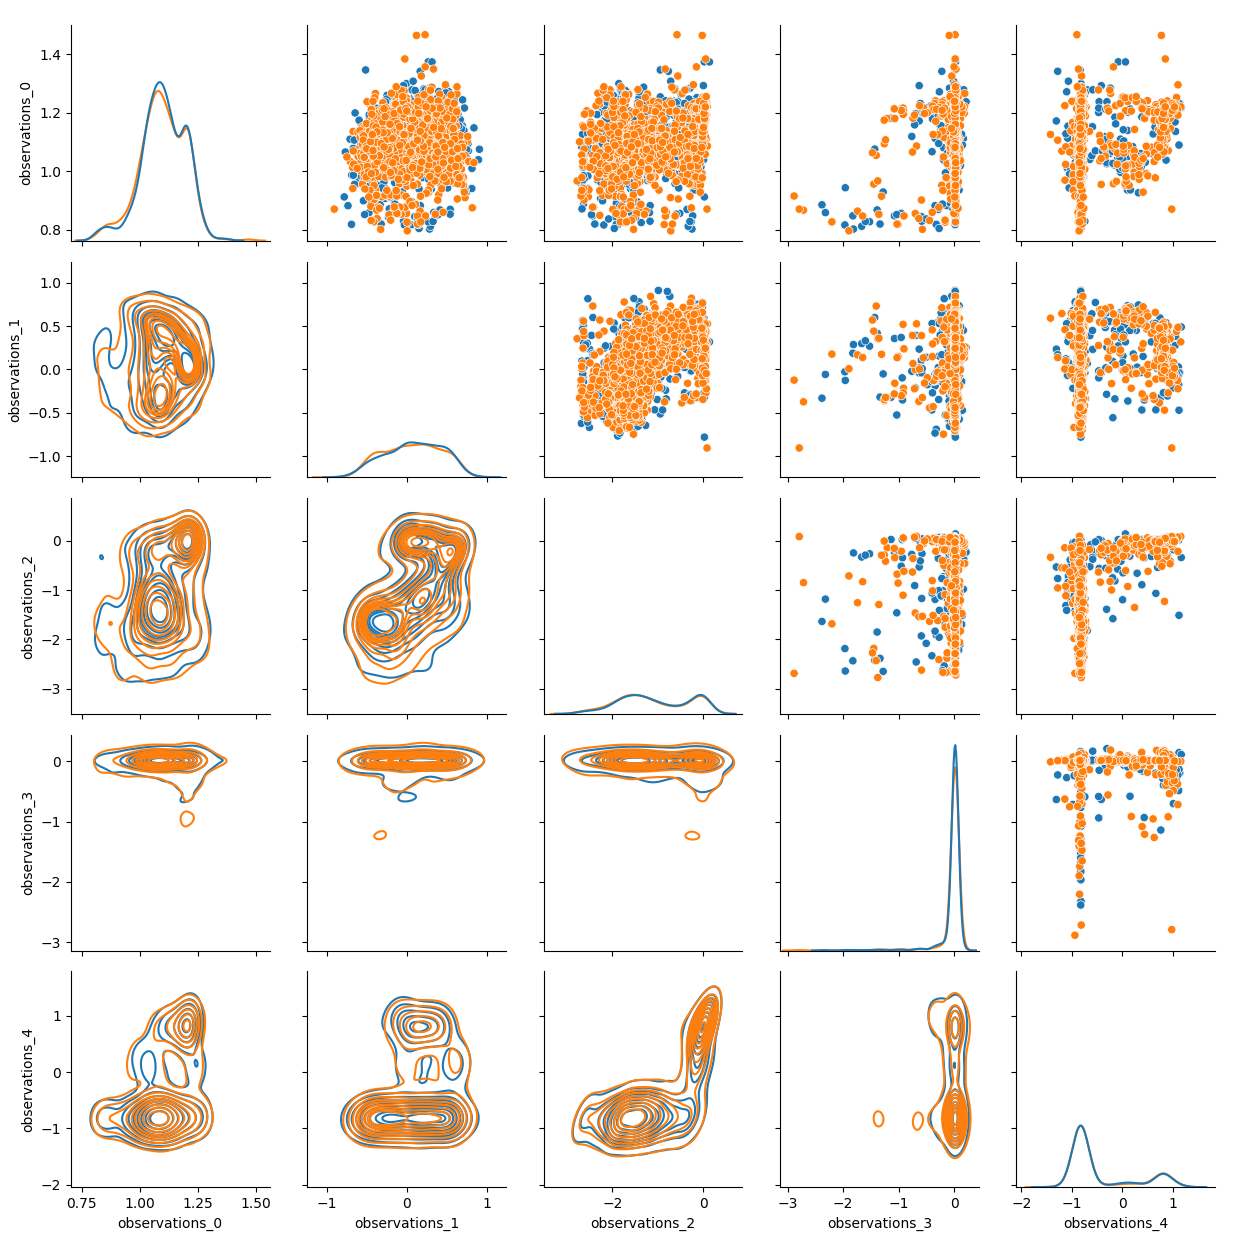 observations_0
1.4
1.2
1.0
0.8
observations_1
1.0
0.5
0.0
−0.5
−1.0
observations_2
0
−1
−2
−3
observations_3
0
−1
−2
−3
observations_4
1
0
−1
−2
0.75 1.00 1.25 1.50
−1 0 1
−2 0
−3 −2 −1 0
−2 −1 0 1
observations_0 observations_1 observations_2 observations_3 observations_4